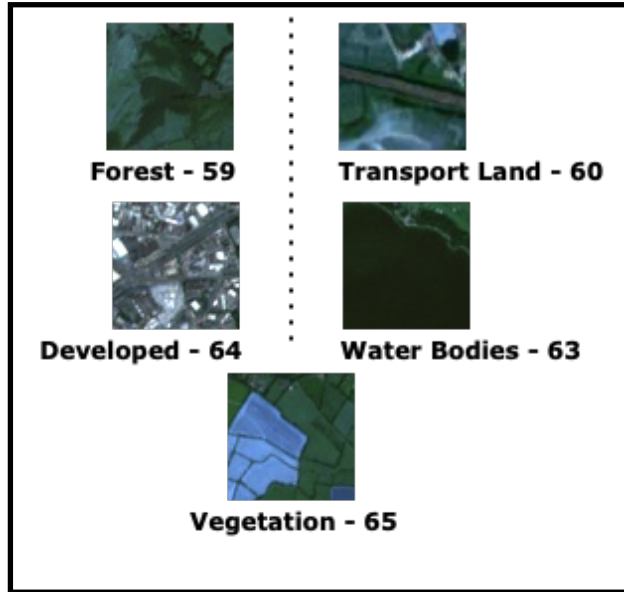 Forest - 59
Transport Land - 60
Developed - 64
Water Bodies - 63
Vegetation - 65